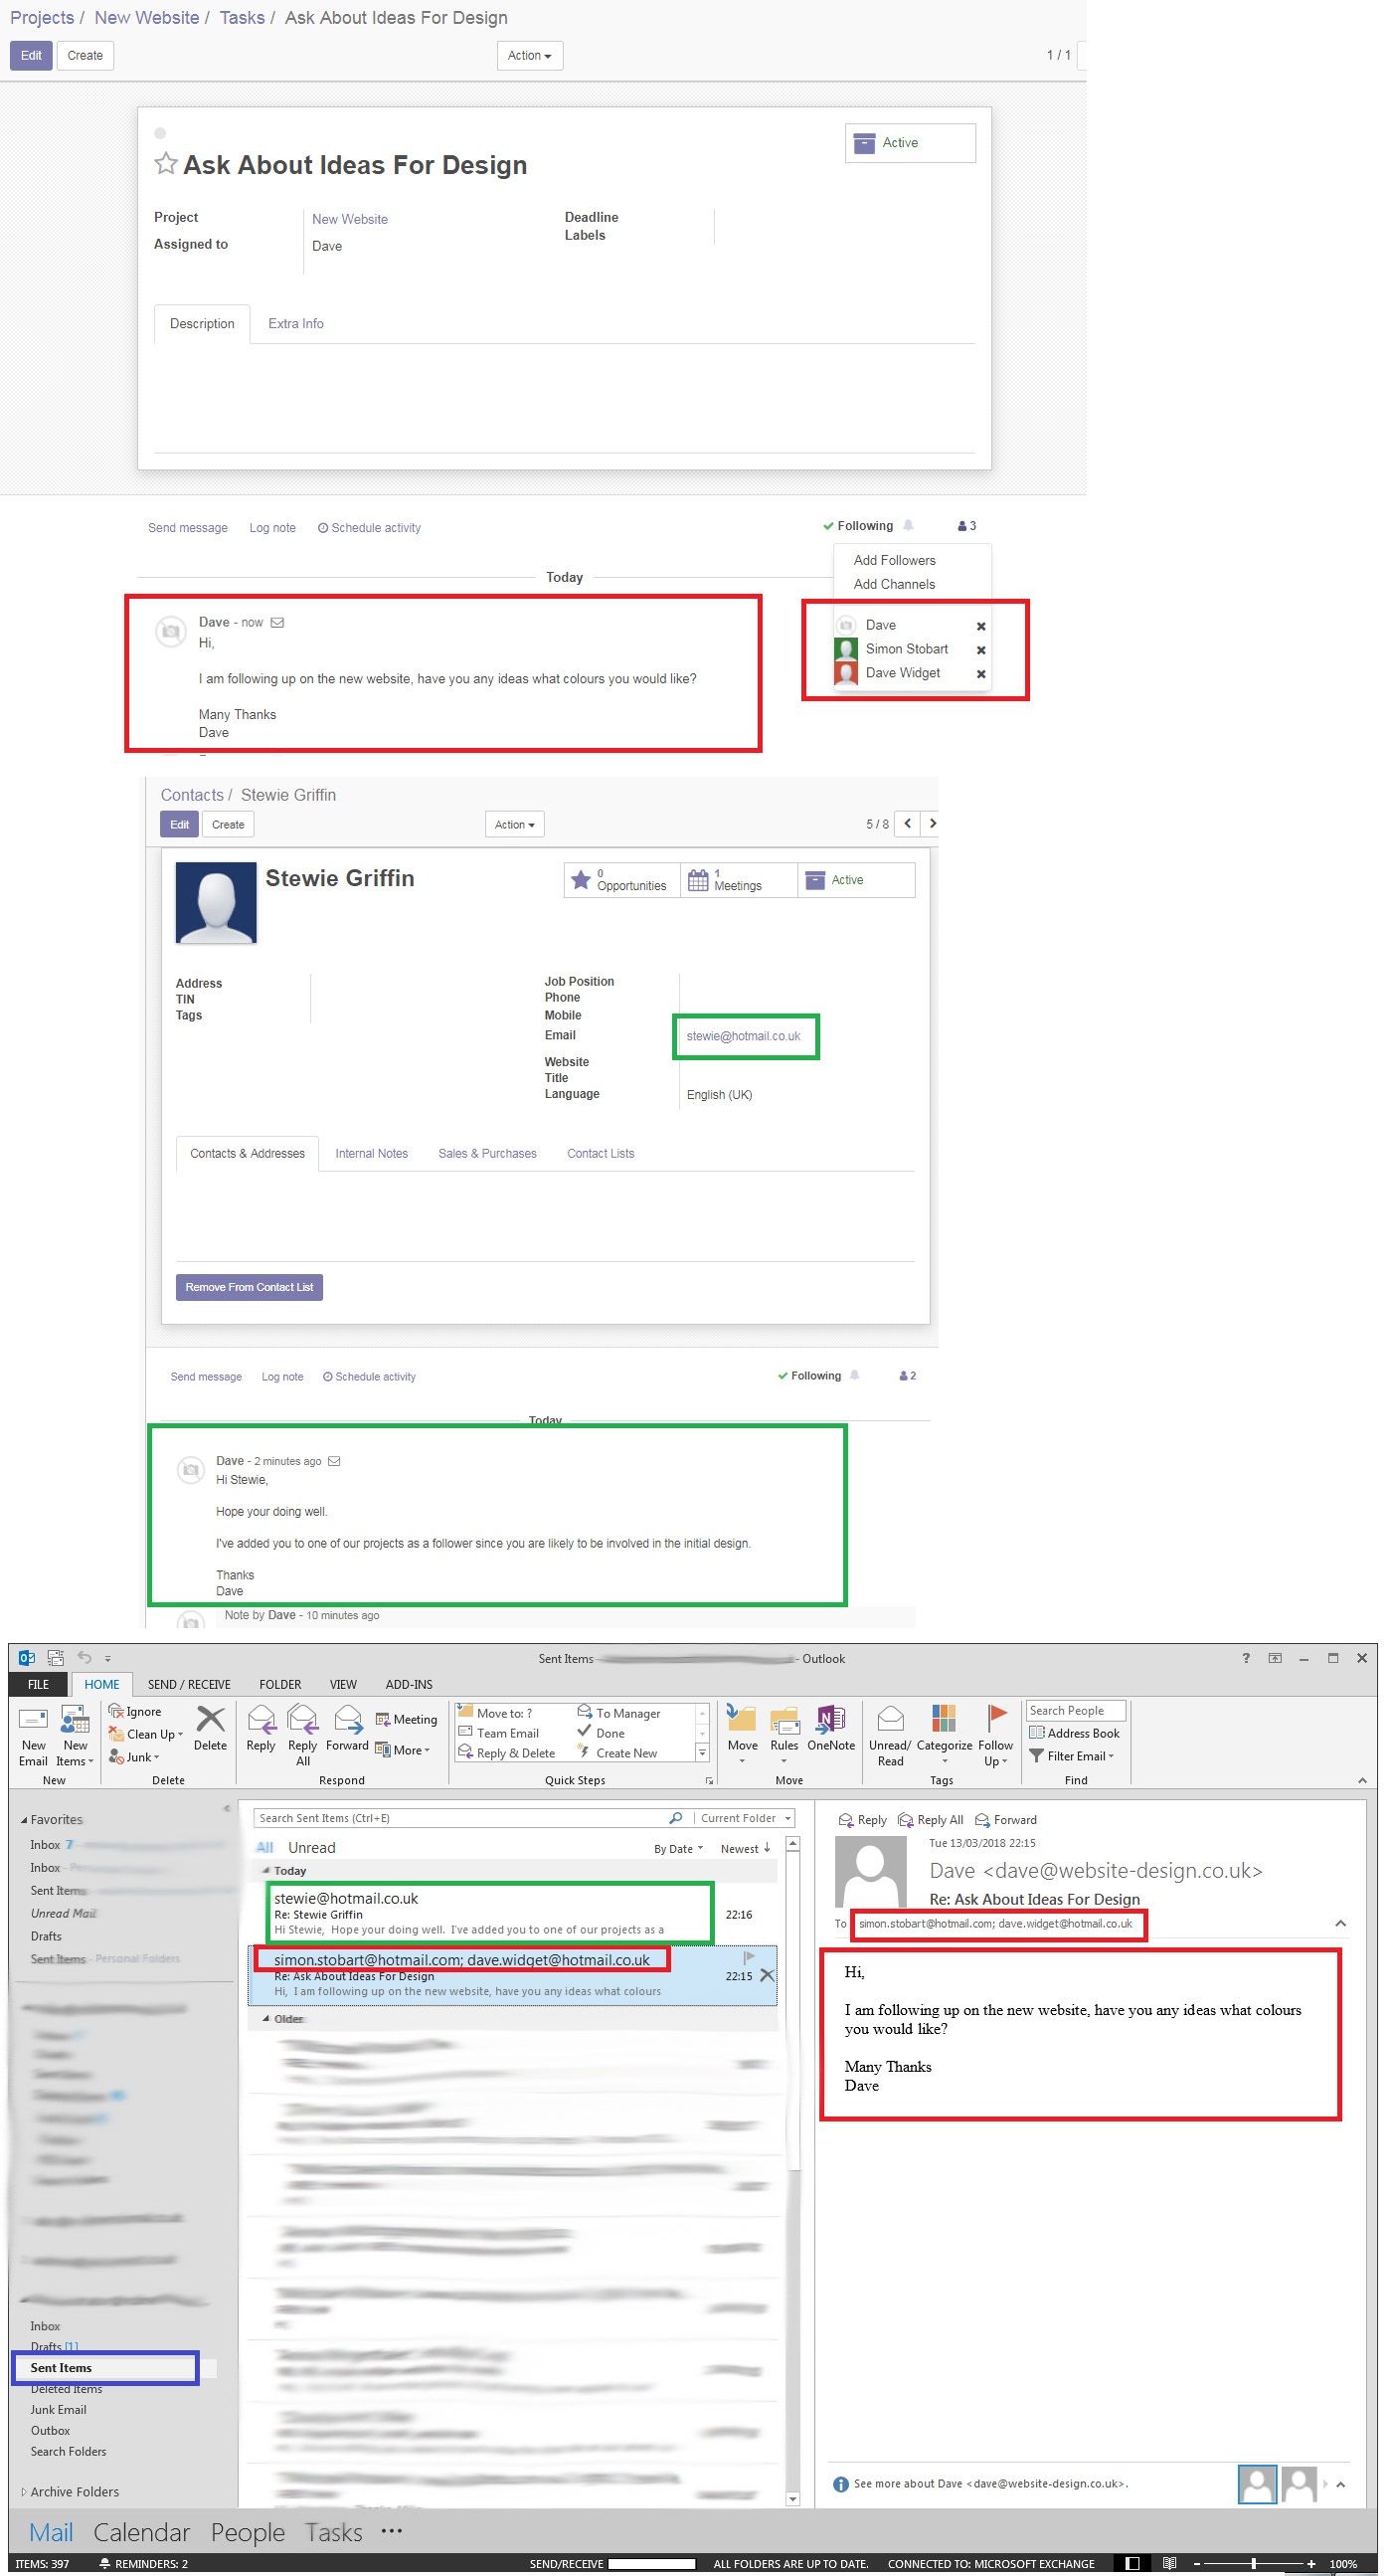 Projects / New Website / Tasks / Ask About Ideas For Design
Edit Create Action 1 / 1
Active
Ask About Ideas For Design
Project New Website Deadline
Labels
Assigned to Dave
Description Extra Info
Send message Log note Schedule activity Following 3
Add Followers
Add Channels
Today
Dave
Simon Stobart
Dave Widget
Dave - now
Hi,
I am following up on the new website, have you any ideas what colours you would like?
Many Thanks
Dave
Contacts / Stewie Griffin
Edit Create Action 5 / 8
Stewie Griffin
0 Opportunities 1 Meetings Active
Address
TIN
Tags
Job Position
Phone
Mobile
Email stewie@hotmail.co.uk
Website
Title
Language English (UK)
Contacts & Addresses Internal Notes Sales & Purchases Contact Lists
Remove From Contact List
Send message Log note Schedule activity Following 2
Today
Dave - 2 minutes ago
Hi Stewie,
Hope your doing well.
I've added you to one of our projects as a follower since you are likely to be involved in the initial design.
Thanks
Dave
Note by Dave - 10 minutes ago
Sent Items - - Outlook
FILE HOME SEND / RECEIVE FOLDER VIEW ADD-INS
New Email
New Items
New
Ignore
Clean Up
Junk
Delete
Delete
Reply
Reply All
Forward
Meeting
More
Respond
Move to: ?
Team Email
Reply & Delete
To Manager
Done
Create New
Quick Steps
Move
Rules
OneNote
Move
Unread/ Read
Categorize
Follow Up
Tags
Search People
Address Book
Filter Email
Find
Favorites
Inbox 7
Inbox -
Sent Items
Unread Mail
Drafts
Sent Items - Personal Folders
Inbox
Drafts [1]
Sent Items
Deleted Items
Junk Email
Outbox
Search Folders
Archive Folders
Search Sent Items (Ctrl+E) Current Folder
All Unread By Date Newest
Today
stewie@hotmail.co.uk
Re: Stewie Griffin 22:16
Hi Stewie, Hope your doing well. I've added you to one of our projects as a
simon.stobart@hotmail.com; dave.widget@hotmail.co.uk
Re: Ask About Ideas For Design 22:15
Hi, I am following up on the new website, have you any ideas what colours
Older
Reply Reply All Forward
Tue 13/03/2018 22:15
Dave <dave@website-design.co.uk>
Re: Ask About Ideas For Design
To simon.stobart@hotmail.com; dave.widget@hotmail.co.uk
Hi,
I am following up on the new website, have you any ideas what colours
you would like?
Many Thanks
Dave
See more about Dave <dave@website-design.co.uk>.
Mail Calendar People Tasks ...
ITEMS: 397 REMINDERS: 2 SEND/RECEIVE ALL FOLDERS ARE UP TO DATE. CONNECTED TO: MICROSOFT EXCHANGE 100%